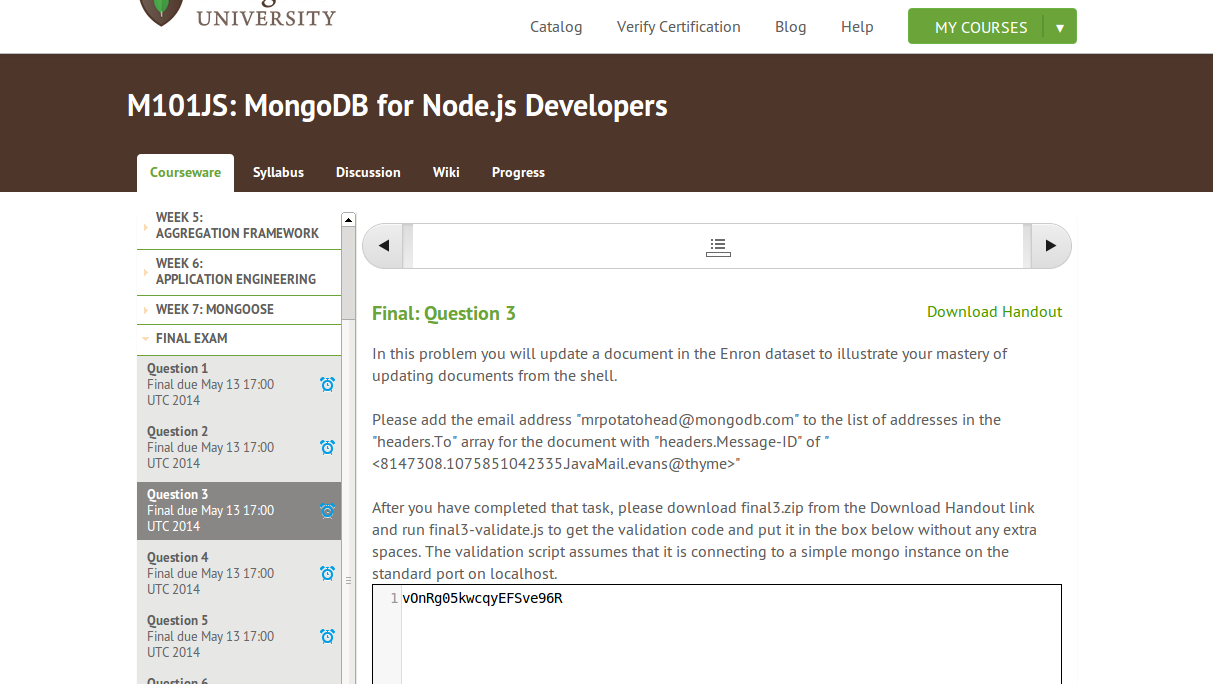 UNIVERSITY
Catalog
Verify Certification
Blog
Help
MY COURSES ▼
M101JS: MongoDB for Node.js Developers
Courseware
Syllabus
Discussion
Wiki
Progress
WEEK 5:
AGGREGATION FRAMEWORK
WEEK 6:
APPLICATION ENGINEERING
WEEK 7: MONGOOSE
FINAL EXAM
Question 1
Final due May 13 17:00
UTC 2014
Question 2
Final due May 13 17:00
UTC 2014
Question 3
Final due May 13 17:00
UTC 2014
Question 4
Final due May 13 17:00
UTC 2014
Question 5
Final due May 13 17:00
UTC 2014
Question 6
Final: Question 3
Download Handout
In this problem you will update a document in the Enron dataset to illustrate your mastery of
updating documents from the shell.
Please add the email address "mrpotatohead@mongodb.com" to the list of addresses in the
"headers.To" array for the document with "headers.Message-ID" of "
<8147308.1075851042335.JavaMail.evans@thyme>"
After you have completed that task, please download final3.zip from the Download Handout link
and run final3-validate.js to get the validation code and put it in the box below without any extra
spaces. The validation script assumes that it is connecting to a simple mongo instance on the
standard port on localhost.
1 vOnRg05kwcqyEFSve96R